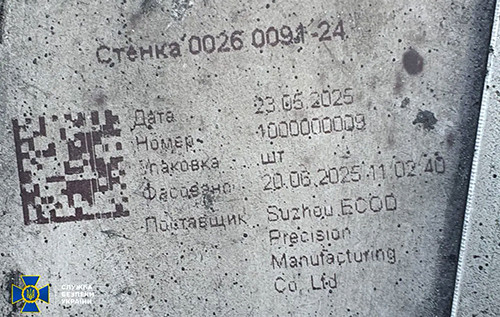 Стенка 0026 0091-24
Дата 23.05.2025
Номер 1000000009
Упаковка шт
Фасовано 20.06.2025 11 02 40
Поставщик Suzhou ECOD
Precision
Manufacturing
Co, Ltd
СЛУЖБА
БЕЗПЕКИ
УКРАЇНИ